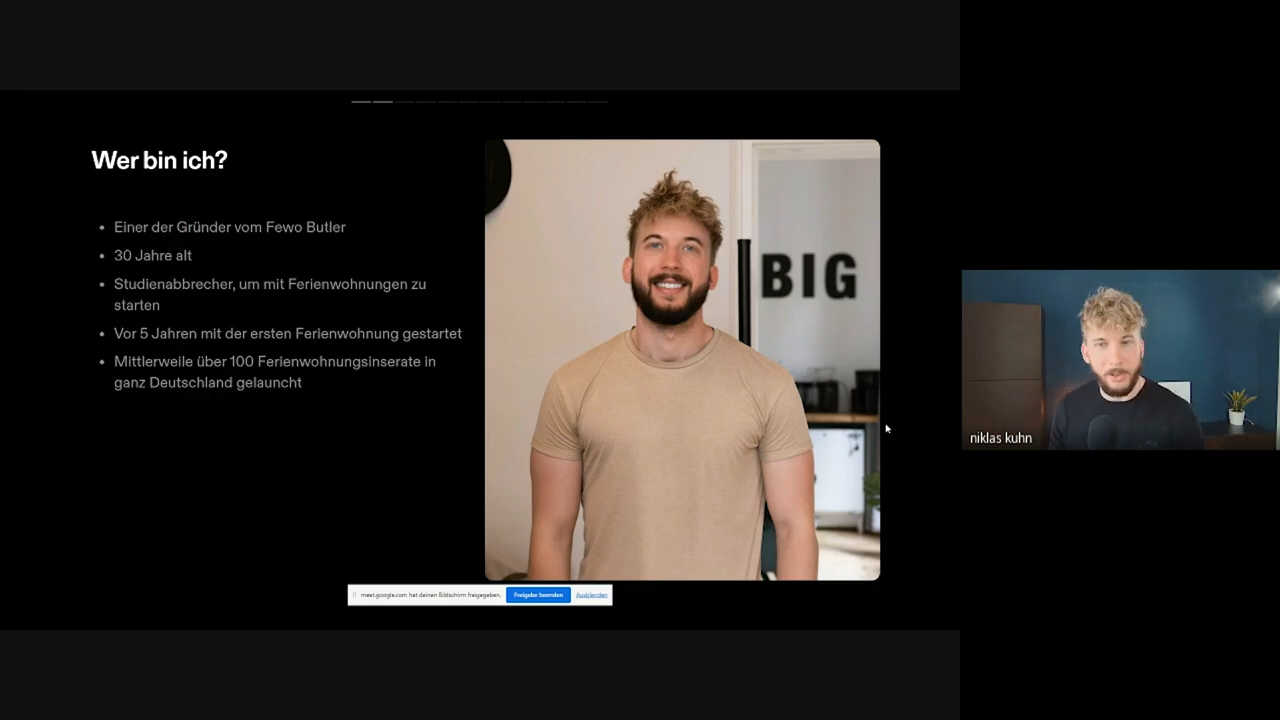 Wer bin ich?
Einer der Gründer vom Fewo Butler
30 Jahre alt
Studienabbrecher, um mit Ferienwohnungen zu
starten
Vor 5 Jahren mit der ersten Ferienwohnung gestartet
Mittlerweile über 100 Ferienwohnungsinserate in
ganz Deutschland gelauncht
BIG
niklas kuhn
meet.google.com hat deinen Bildschirm freigegeben. Freigabe beenden Ausblenden